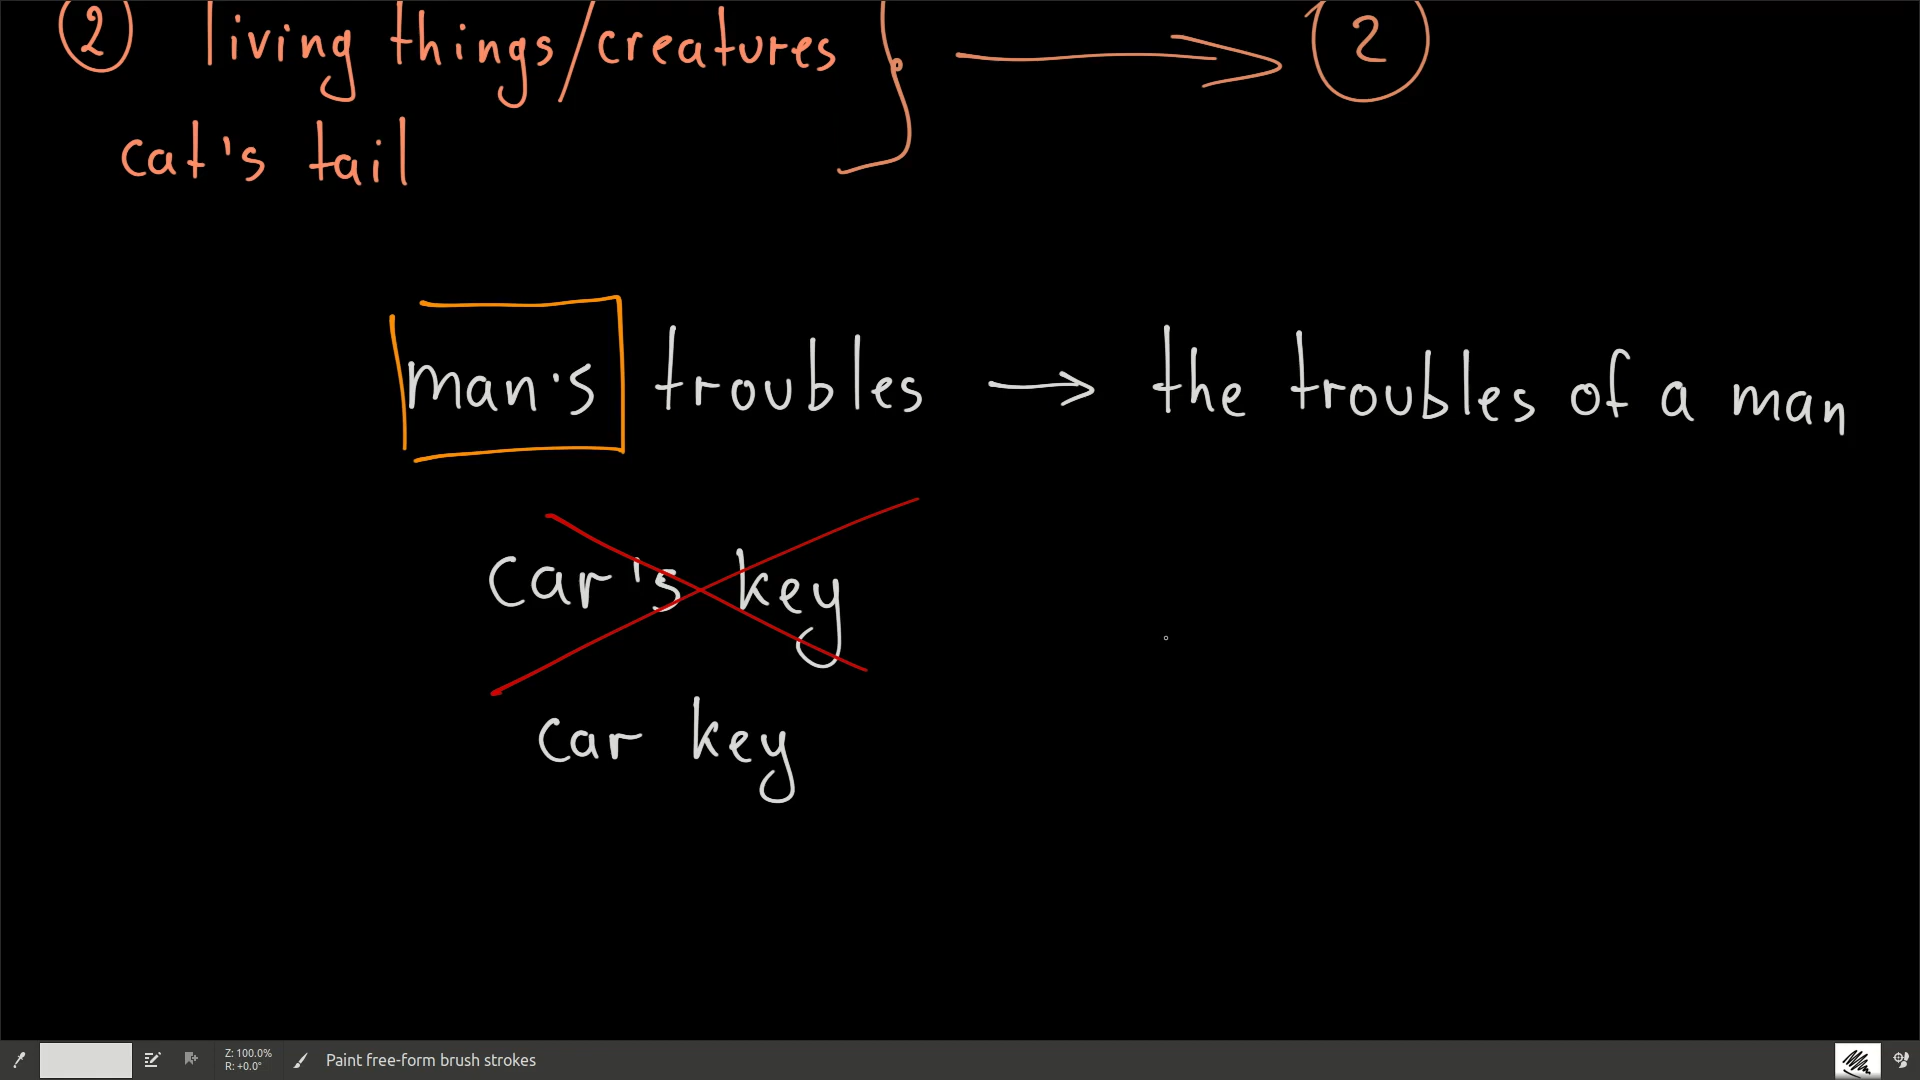 2 living things/creatures 2
cat's tail
man's troubles → the troubles of a man
car's key
car key
Z: 100.0%
R: +0.0°
Paint free-form brush strokes